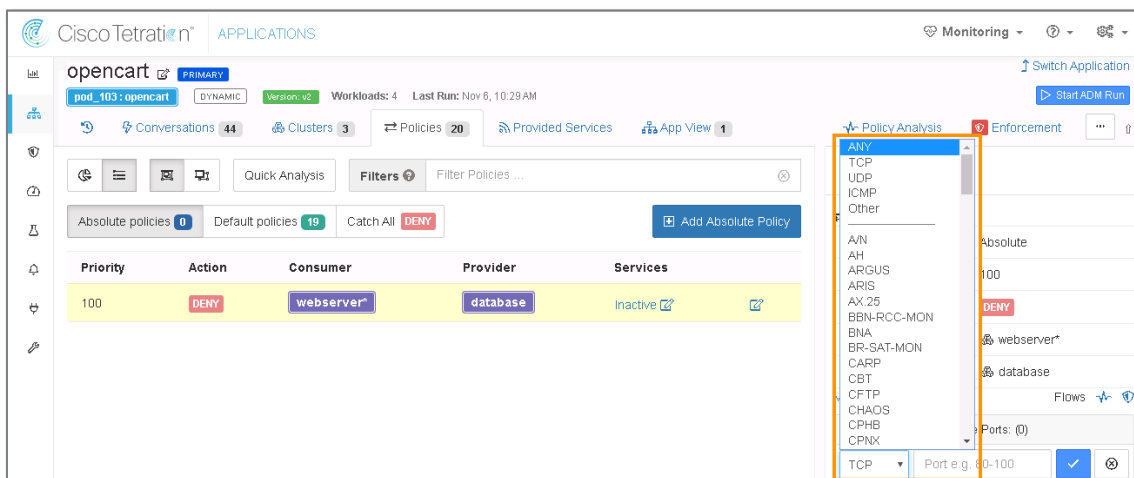 Cisco Tetration APPLICATIONS Monitoring
opencart PRIMARY Switch Application
pod_103 : opencart DYNAMIC Version: v2 Workloads: 4 Last Run: Nov 6, 10:29 AM Start ADM Run
Conversations 44 Clusters 3 Policies 20 Provided Services App View 1 Policy Analysis Enforcement ...
Quick Analysis Filters Filter Policies ...
Absolute policies 0 Default policies 19 Catch All DENY Add Absolute Policy
Priority Action Consumer Provider Services
100 DENY webserver* database Inactive
ANY
TCP
UDP
ICMP
Other
A/N
AH
ARGUS
ARIS
AX.25
BBN-RCC-MON
BNA
BR-SAT-MON
CARP
CBT
CFTP
CHAOS
CPHB
CPNX
Absolute
100
DENY
webserver*
database
Flows
Ports: (0)
TCP Port e.g. 80-100